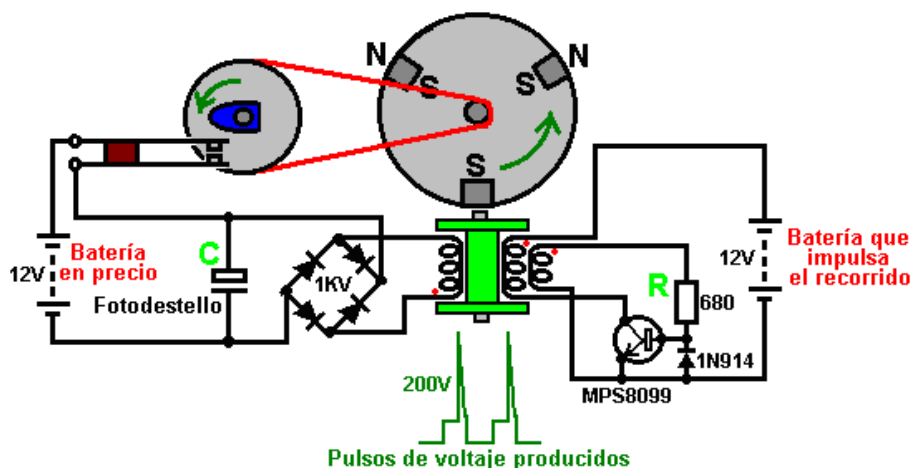 N
S
N
S
S
12V
Batería
en precio
C
Fotodestello
1KV
12V
Batería que
impulsa
el recorrido
R
680
1N914
MPS8099
200V
Pulsos de voltaje producidos